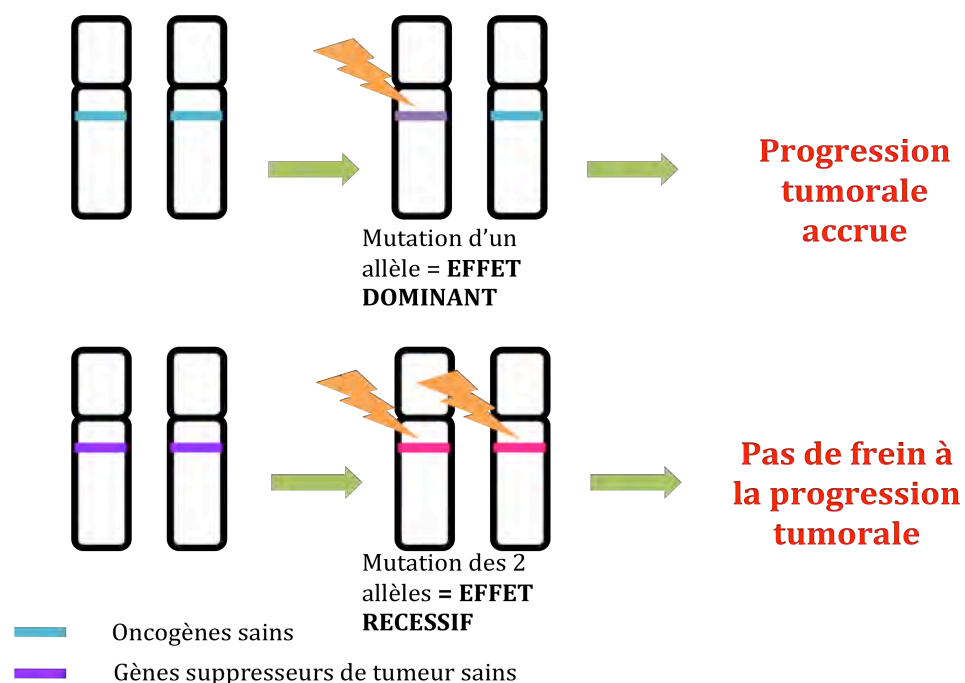 Progression
tumorale
accrue
Mutation d'un
allèle = EFFET
DOMINANT
Pas de frein à
la progression
tumorale
Mutation des 2
allèles = EFFET
RECESSIF
Oncogènes sains
Gènes suppresseurs de tumeur sains